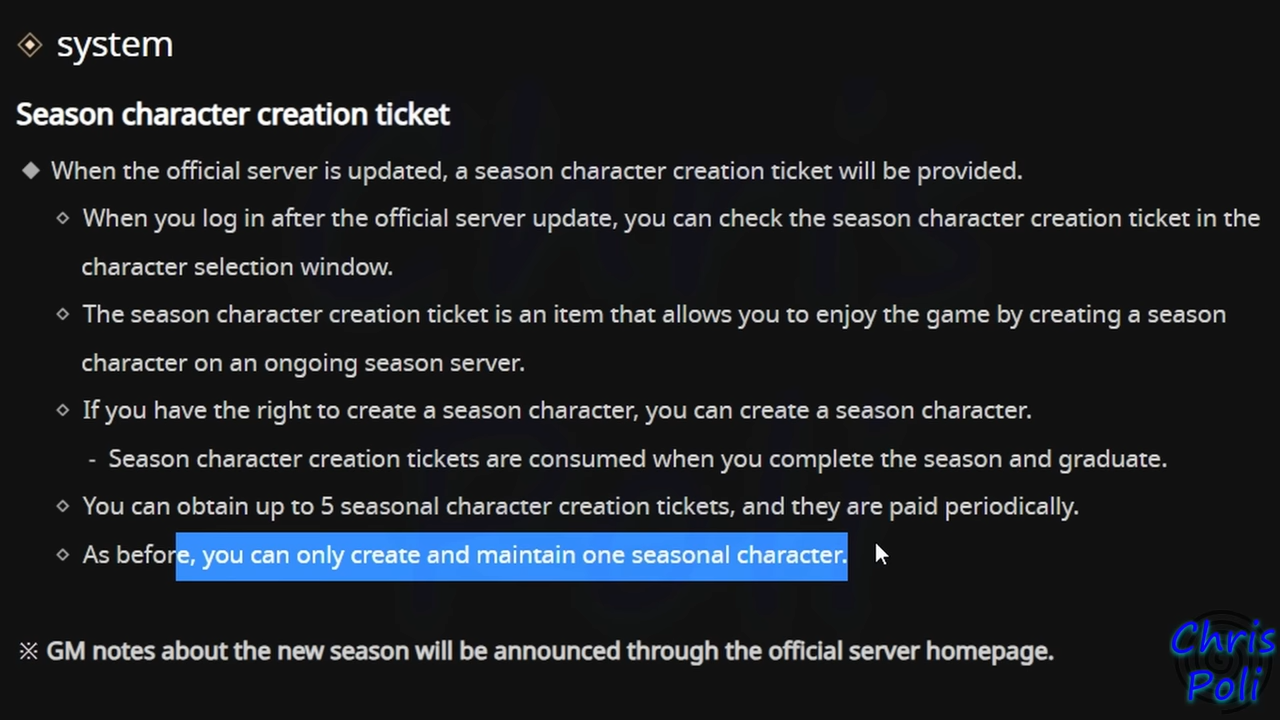 system
Season character creation ticket
◆ When the official server is updated, a season character creation ticket will be provided.
◇ When you log in after the official server update, you can check the season character creation ticket in the
character selection window.
◇ The season character creation ticket is an item that allows you to enjoy the game by creating a season
character on an ongoing season server.
◇ If you have the right to create a season character, you can create a season character.
- Season character creation tickets are consumed when you complete the season and graduate.
◇ You can obtain up to 5 seasonal character creation tickets, and they are paid periodically.
◇ As before, you can only create and maintain one seasonal character.
※ GM notes about the new season will be announced through the official server homepage.
Chris
Poli